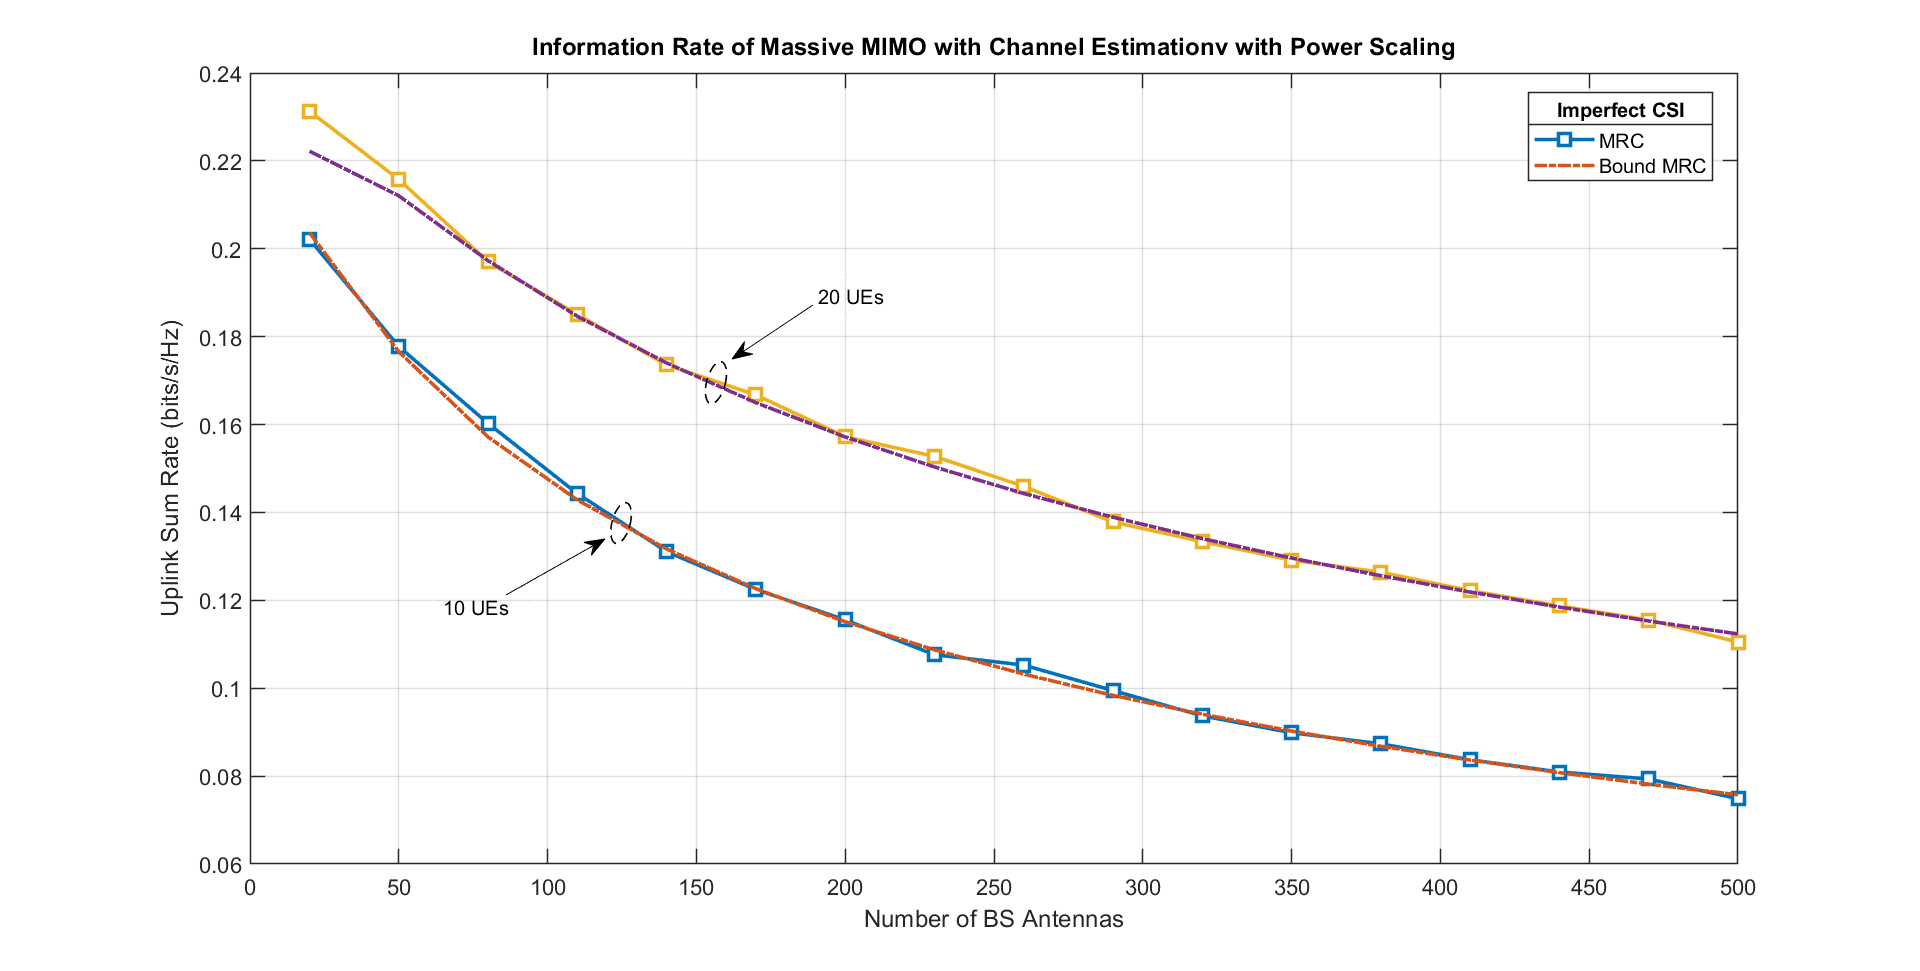 Information Rate of Massive MIMO with Channel Estimationv with Power Scaling
Imperfect CSI
MRC
Bound MRC
20 UEs
10 UEs
Uplink Sum Rate (bits/s/Hz)
0.24
0.22
0.2
0.18
0.16
0.14
0.12
0.1
0.08
0.06
0 50 100 150 200 250 300 350 400 450 500
Number of BS Antennas